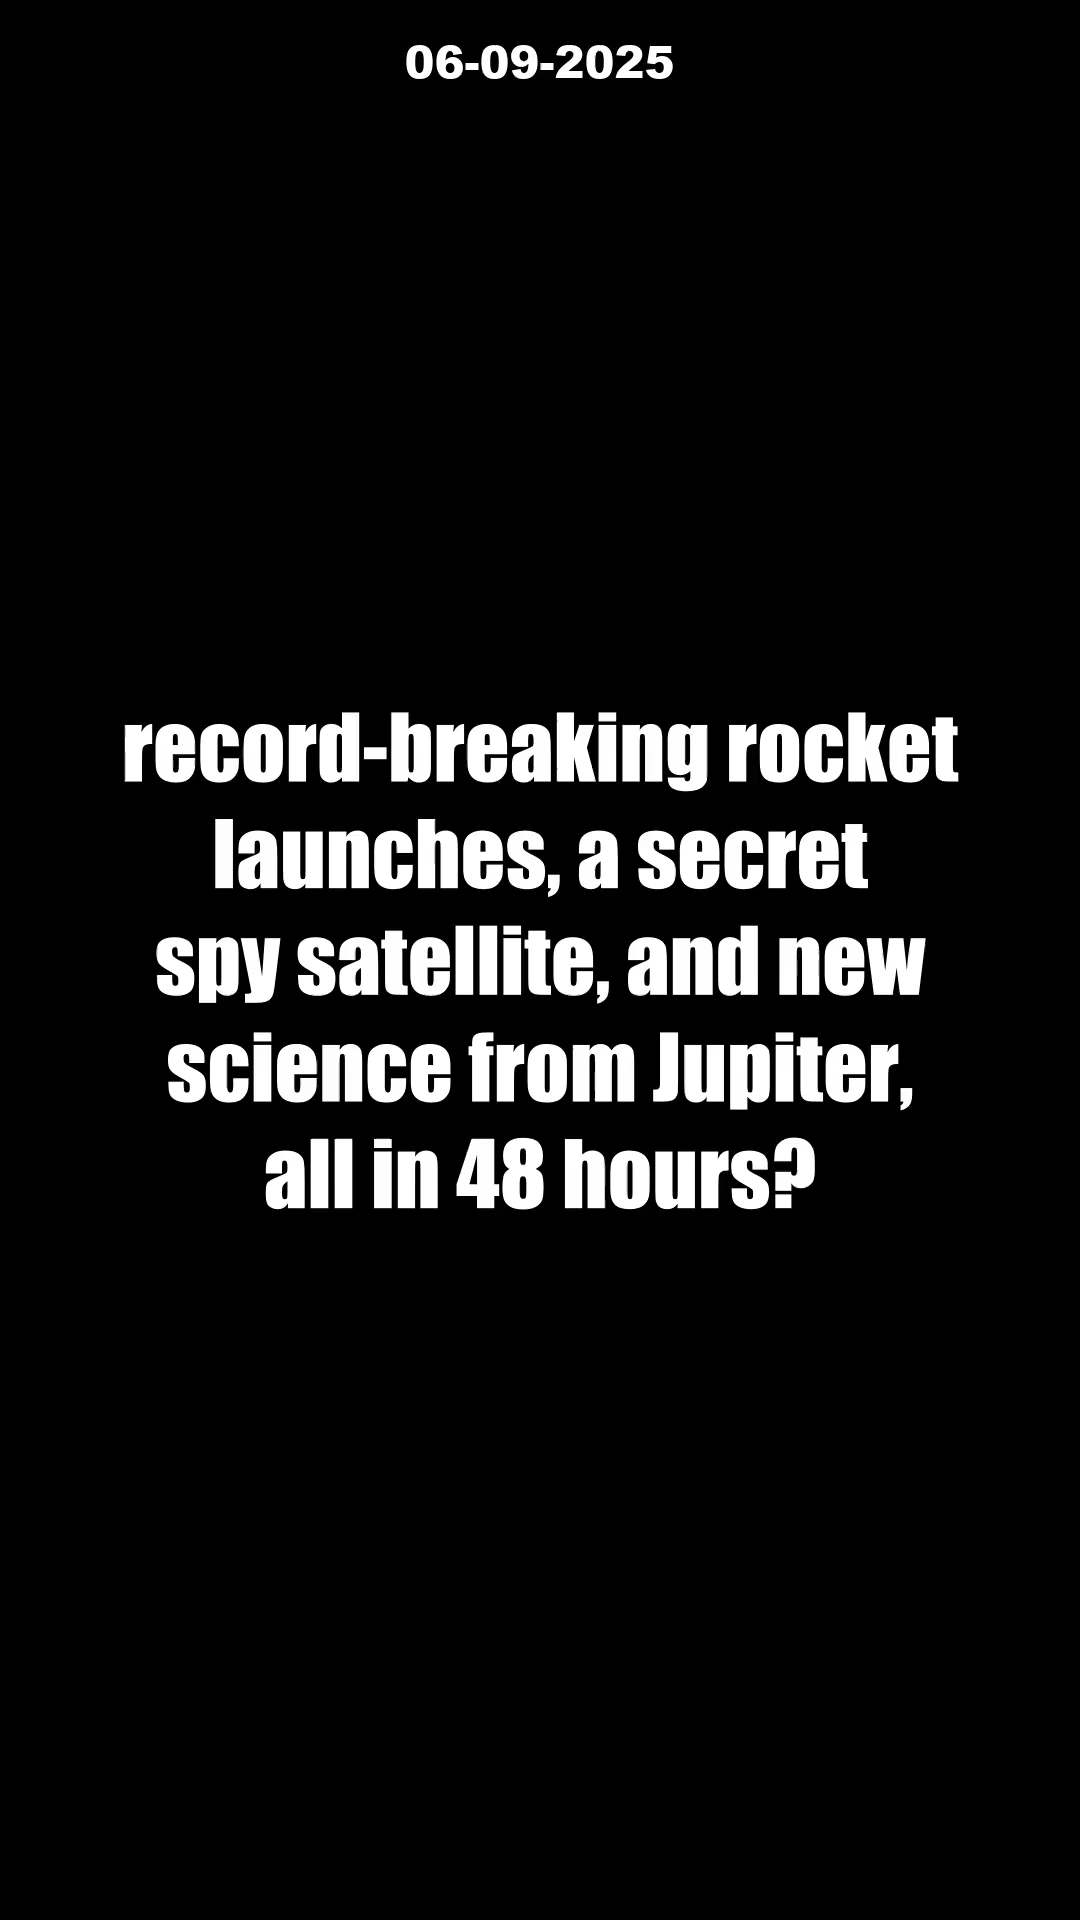 06-09-2025
record-breaking rocket
launches, a secret
spy satellite, and new
science from Jupiter,
all in 48 hours?